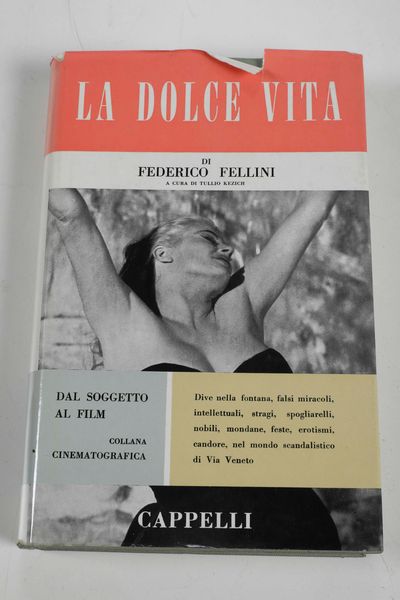 LA DOLCE VITA
DI
FEDERICO FELLINI
A CURA DI TULLIO KEZICH
DAL SOGGETTO
AL FILM
COLLANA
CINEMATOGRAFICA
Dive nella fontana, falsi miracoli,
intellettuali, stragi, spogliarelli,
nobili, mondane, feste, erotismi,
candore, nel mondo scandalistico
di Via Veneto
CAPPELLI